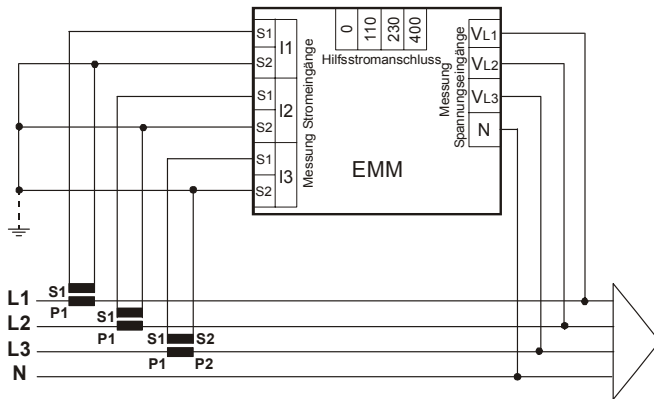 S1
I1
S2
S1
I2
S2
S1
I3
S2
Messung Stromeingänge
0
110
230
400
Hilfsstromanschluss
EMM
Messung
Spannungseingänge
VL1
VL2
VL3
N
L1
S1
P1
L2
S1
P1
L3
S1
S2
P1
P2
N